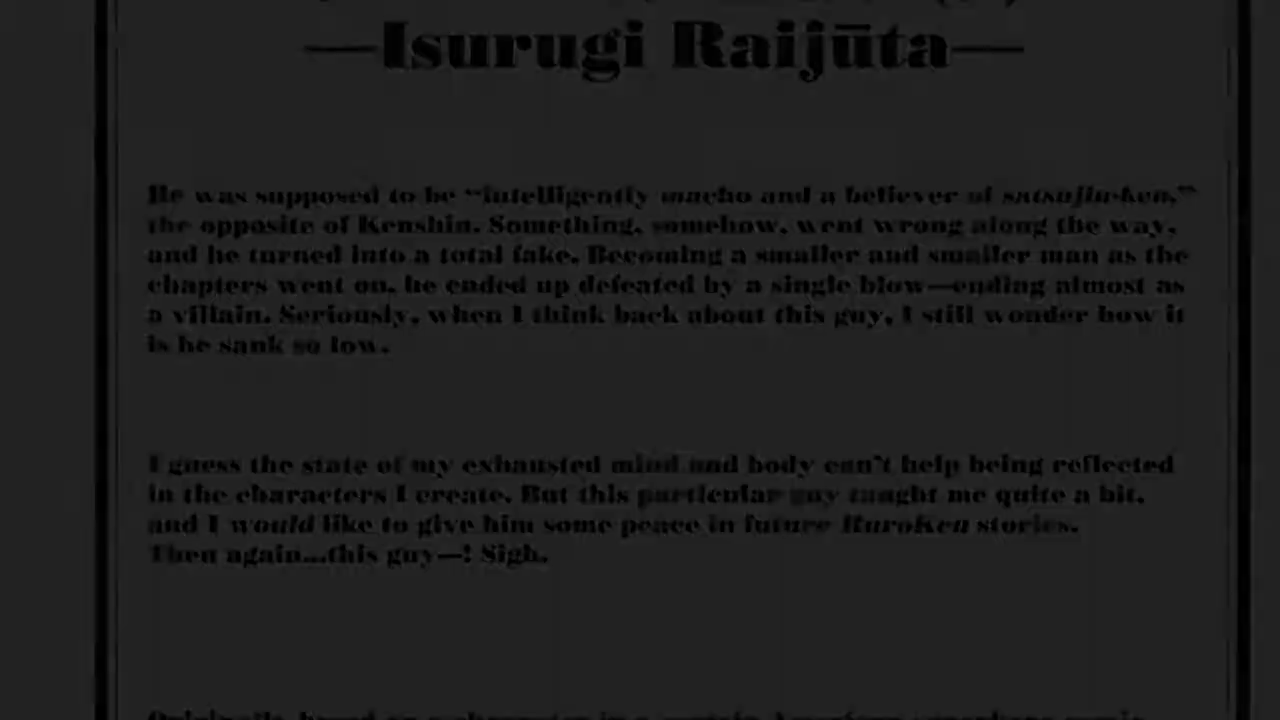 —Isurugi Raijūta—
He was supposed to be “intelligently macho and a believer of satsujin-ken,”
the opposite of Kenshin. Something, somehow, went wrong along the way,
and he turned into a total fake. Becoming a smaller and smaller man as the
chapters went on, he ended up defeated by a single blow—ending almost as
a villain. Seriously, when I think back about this guy, I still wonder how it
is he sank so low.
I guess the state of my exhausted mind and body can’t help being reflected
in the characters I create. But this particular guy taught me quite a bit,
and I would like to give him some peace in future RuroKen stories.
Then again...this guy—! Sigh.